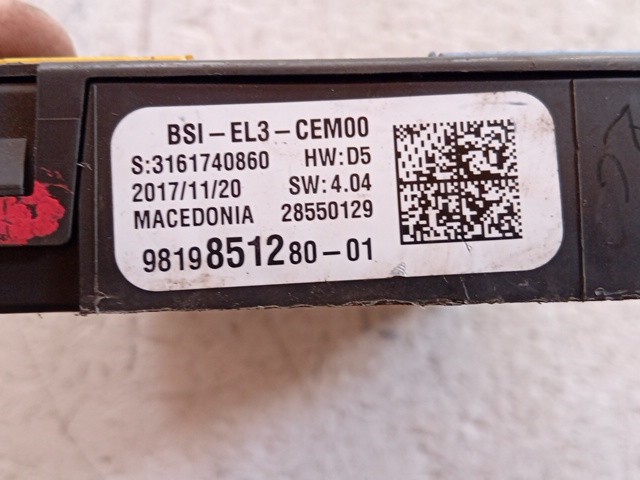 BSI-EL3-CEM00
S:3161740860 HW:D5
2017/11/20 SW:4.04
MACEDONIA 28550129
9819851280-01